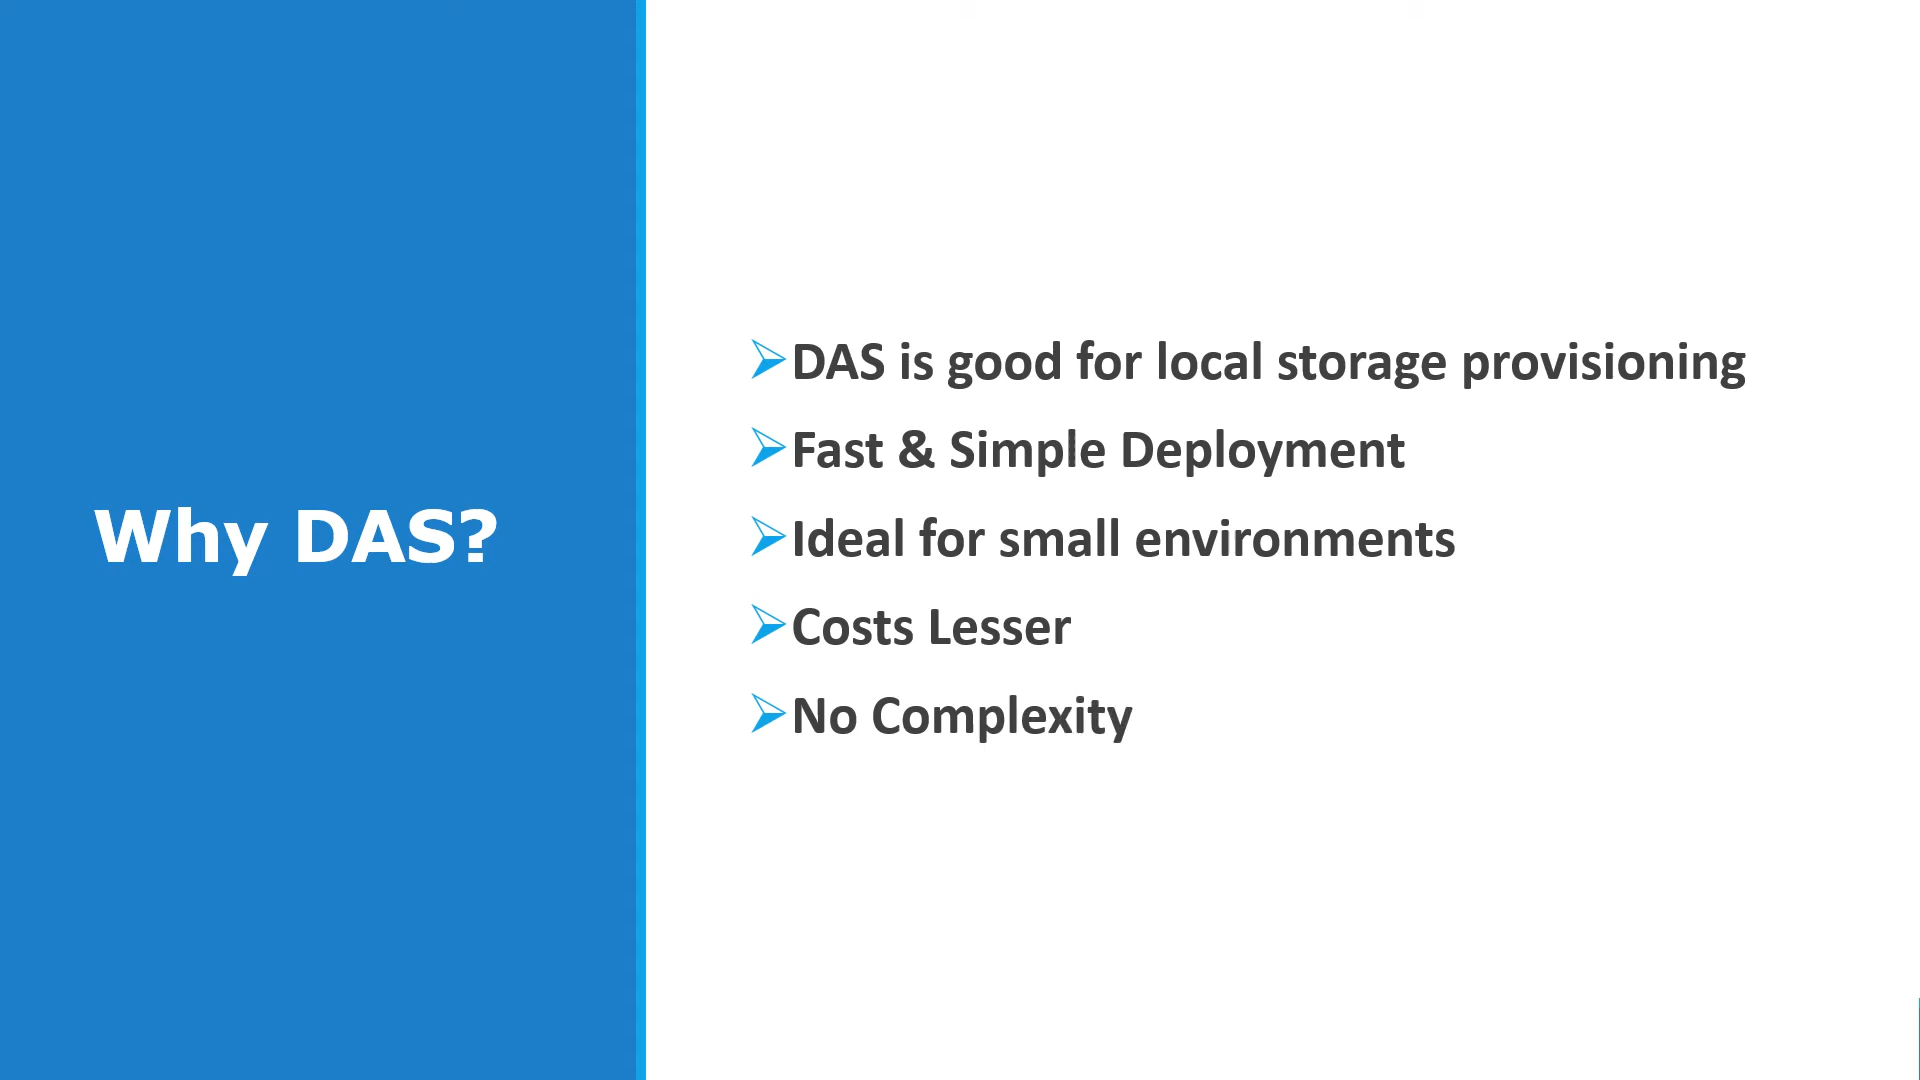 Why DAS?
DAS is good for local storage provisioning
Fast & Simple Deployment
Ideal for small environments
Costs Lesser
No Complexity